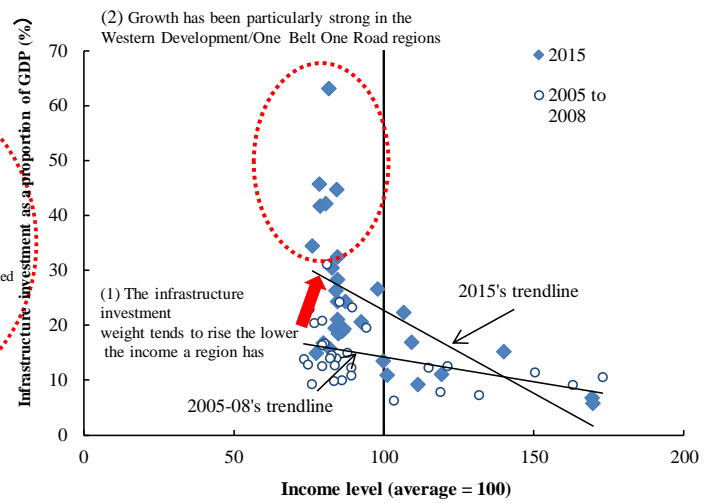 (2) Growth has been particularly strong in the
Western Development/One Belt One Road regions
Infrastructure investment as a proportion of GDP (%)
70
60
50
40
30
20
10
0
2015
2005 to
2008
(1) The infrastructure
investment
weight tends to rise the lower
the income a region has
2015's trendline
2005-08's trendline
0
50
100
150
200
Income level (average = 100)